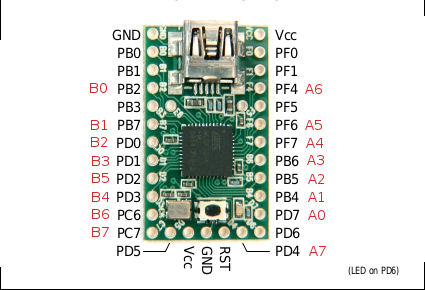 GND Vcc
PB0 PF0
PB1 PF1
B0 PB2 PF4 A6
PB3 PF5
B1 PB7 PF6 A5
B2 PD0 PF7 A4
B3 PD1 PB6 A3
B5 PD2 PB5 A2
B4 PD3 PB4 A1
B6 PC6 PD7 A0
B7 PC7 PD6
PD5 Vcc GND RST PD4 A7
(LED on PD6)